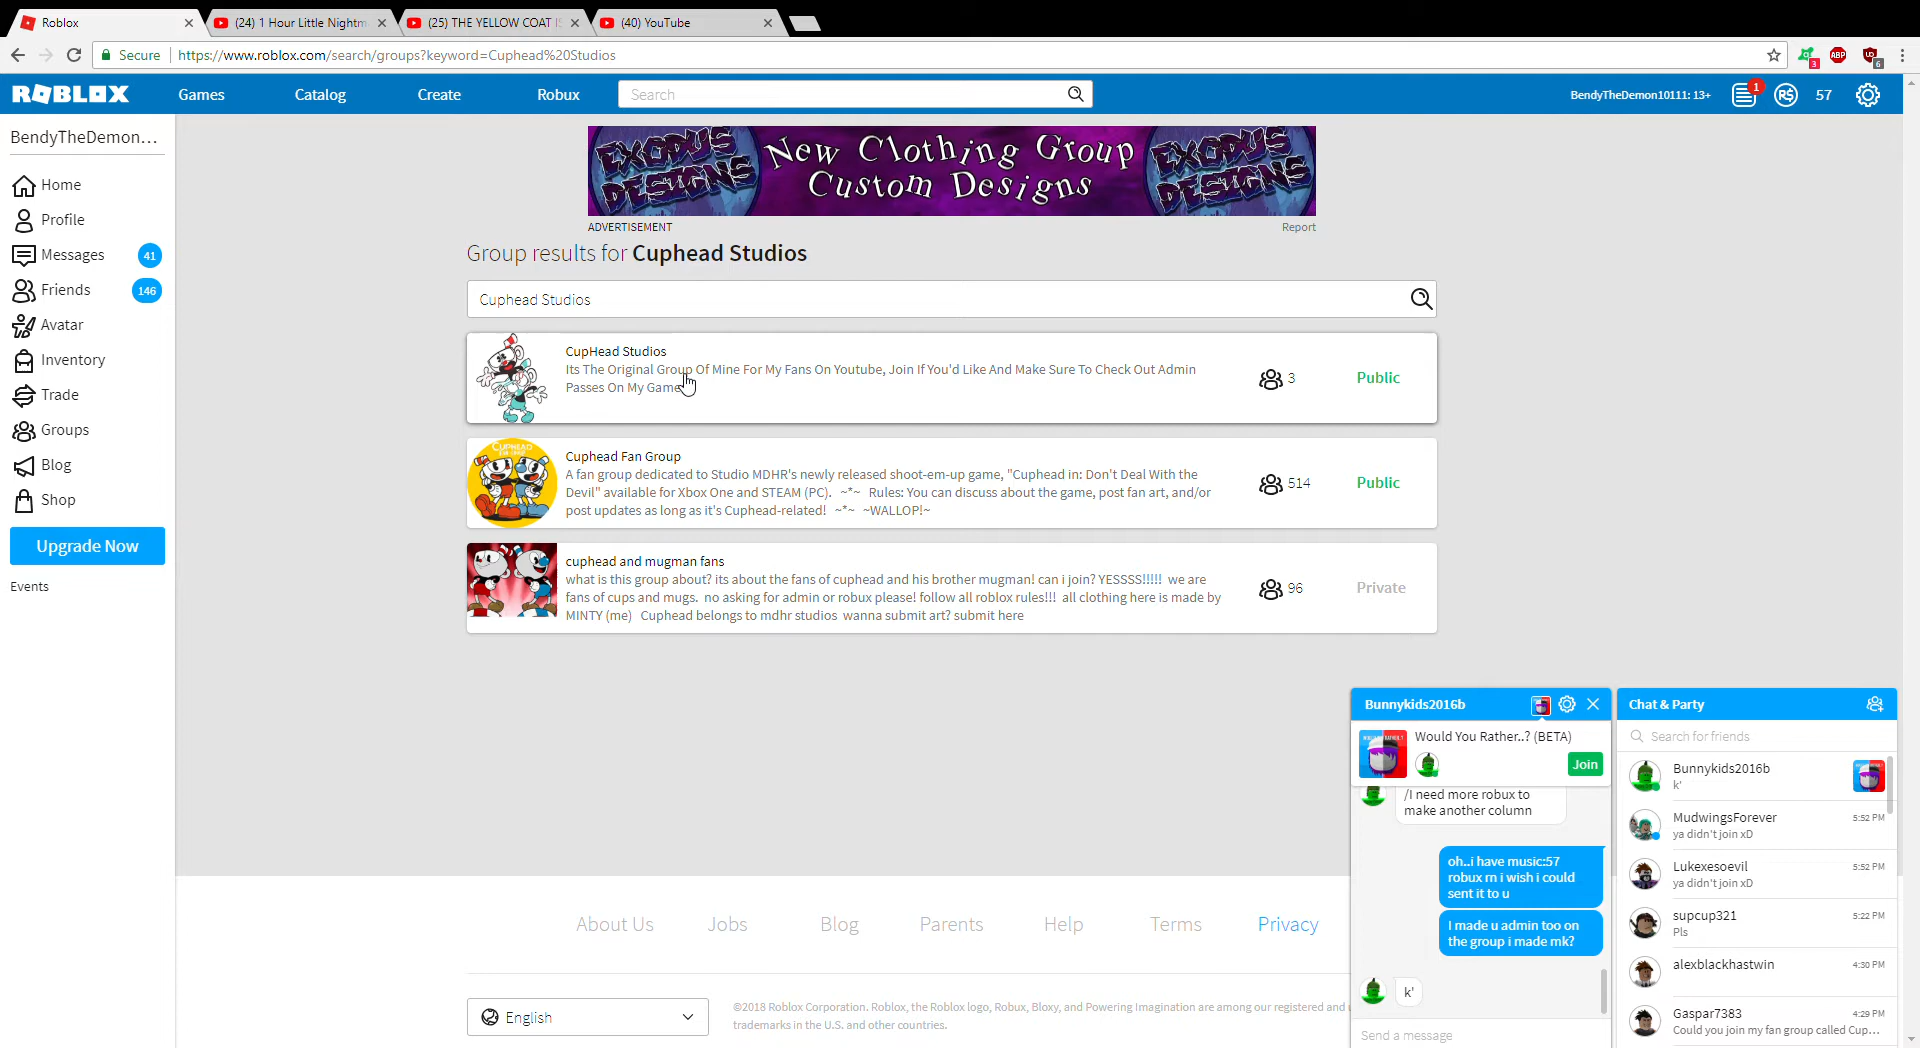 Roblox
(24) 1 Hour Little Nightm
(25) THE YELLOW COAT IS
(40) YouTube
Secure
https://www.roblox.com/search/groups?keyword=Cuphead%20Studios
ABP
3
6
ROBLOX
Games
Catalog
Create
Robux
Search
BendyTheDemon10111: 13+
1
R$
57
BendyTheDemon...
Home
Profile
Messages
41
Friends
146
Avatar
Inventory
Trade
Groups
Blog
Shop
Upgrade Now
Events
EXODUS
DESIGNS
New Clothing Group
Custom Designs
EXODUS
DESIGNS
ADVERTISEMENT
Report
Group results for Cuphead Studios
Cuphead Studios
CupHead Studios
Its The Original Group Of Mine For My Fans On Youtube, Join If You'd Like And Make Sure To Check Out Admin
Passes On My Game
3
Public
CUPHEAD
Cuphead Fan Group
A fan group dedicated to Studio MDHR's newly released shoot-em-up game, "Cuphead in: Don't Deal With the
Devil" available for Xbox One and STEAM (PC). ~*~ Rules: You can discuss about the game, post fan art, and/or
post updates as long as it's Cuphead-related! ~*~ ~WALLOP!~
514
Public
cuphead and mugman fans
what is this group about? its about the fans of cuphead and his brother mugman! can i join? YESSSS!!!!! we are
fans of cups and mugs. no asking for admin or robux please! follow all roblox rules!!! all clothing here is made by
MINTY (me) Cuphead belongs to mdhr studios wanna submit art? submit here
96
Private
Bunnykids2016b
Would You Rather..? (BETA)
Join
/I need more robux to
make another column
oh..i have music:57
robux rn i wish i could
sent it to u
I made u admin too on
the group i made mk?
k'
Send a message
Chat & Party
Search for friends
Bunnykids2016b
k'
MudwingsForever
5:52 PM
ya didn't join xD
Lukexesoevil
5:52 PM
ya didn't join xD
supcup321
5:22 PM
Pls
alexblackhastwin
4:30 PM
Gaspar7383
4:29 PM
Could you join my fan group called Cup...
About Us
Jobs
Blog
Parents
Help
Terms
Privacy
English
©2018 Roblox Corporation. Roblox, the Roblox logo, Robux, Bloxy, and Powering Imagination are among our registered and
trademarks in the U.S. and other countries.